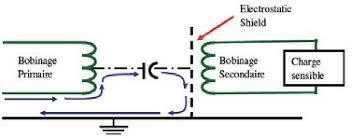 Electrostatic
Shield
Bobinage
Primaire
Bobinage
Secondaire
Charge
sensible